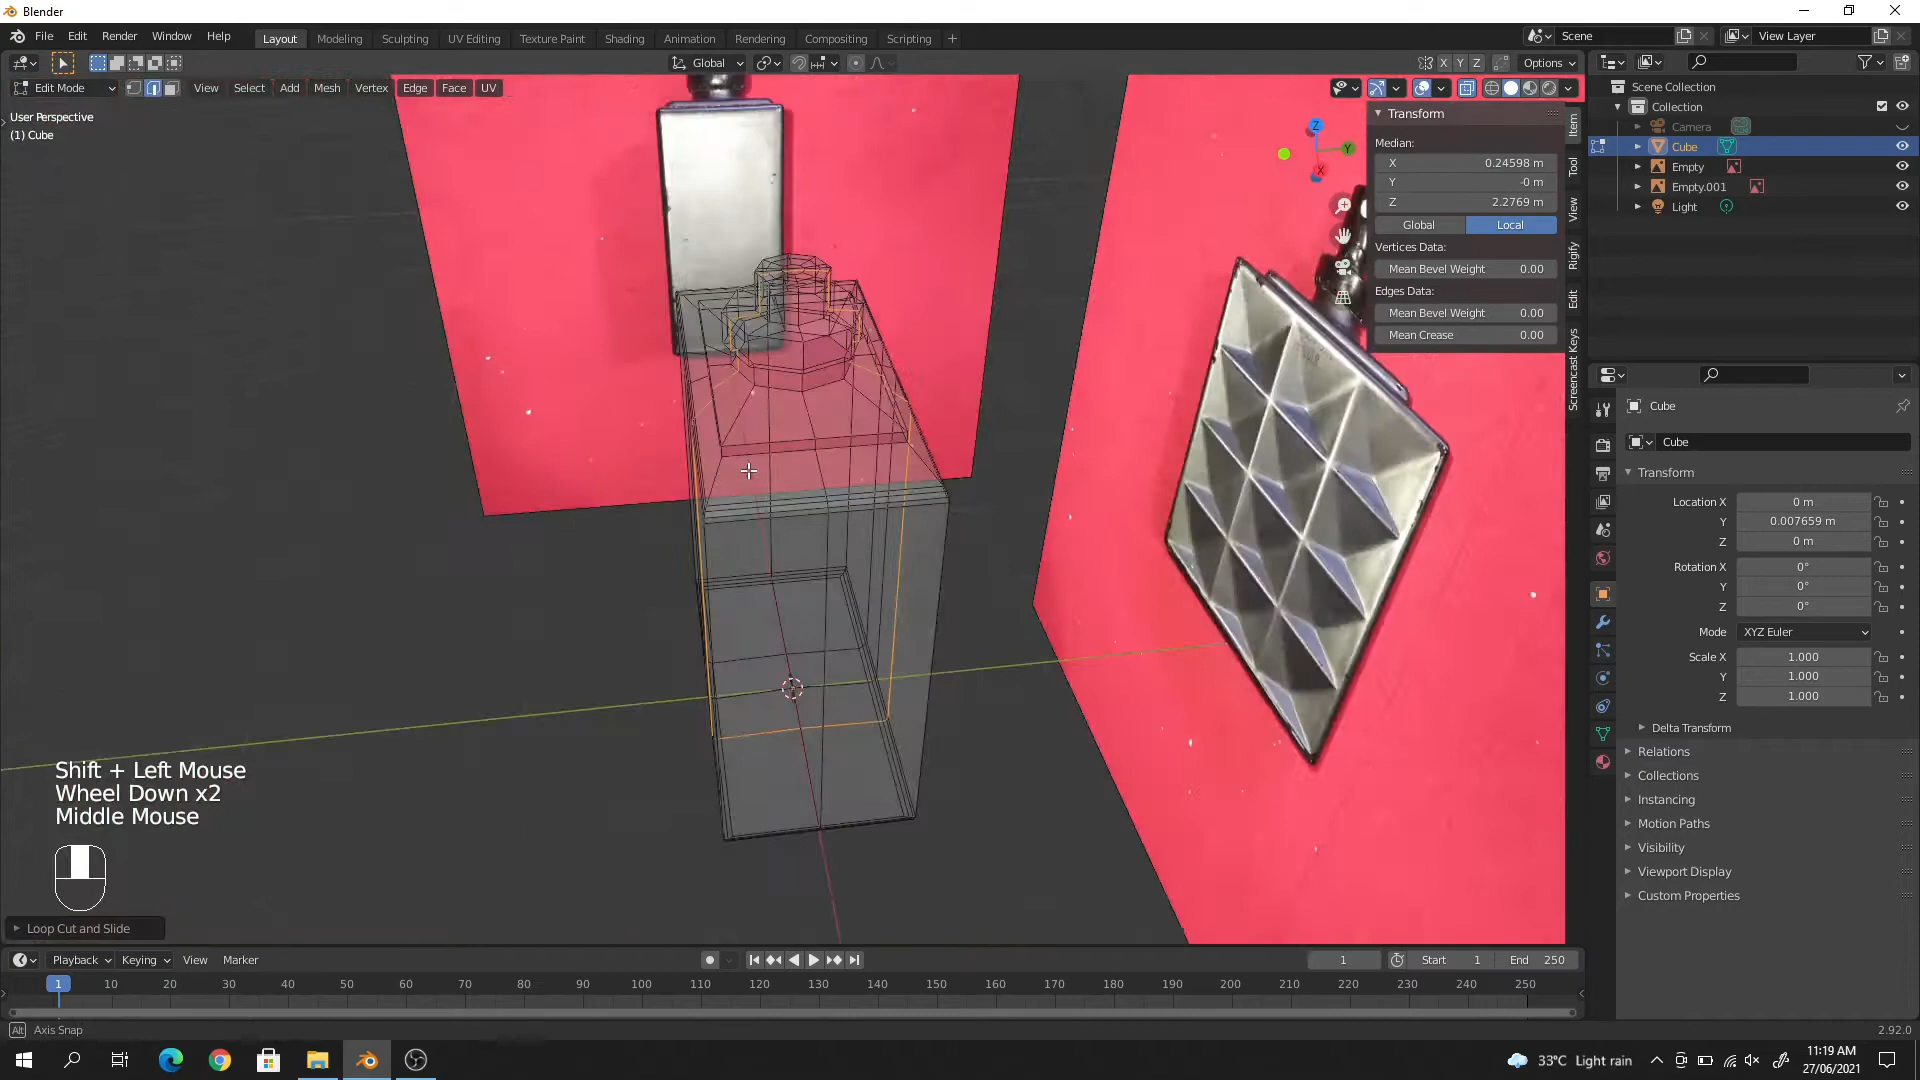 Blender
File Edit Render Window Help
Layout Modeling Sculpting UV Editing Texture Paint Shading Animation Rendering Compositing Scripting +
Scene
View Layer
Global
X Y Z
Options
Edit Mode
View Select Add Mesh Vertex Edge Face UV
User Perspective
(1) Cube
Z
Y
X
Transform
Median:
X 0.24598 m
Y -0 m
Z 2.2769 m
Global Local
Vertices Data:
Mean Bevel Weight 0.00
Edges Data:
Mean Bevel Weight 0.00
Mean Crease 0.00
Item
Tool
View
Rigify
Edit
Screencast Keys
Scene Collection
Collection
Camera
Cube
Empty
Empty.001
Light
Cube
Cube
Transform
Location X 0 m
Y 0.007659 m
Z 0 m
Rotation X 0°
Y 0°
Z 0°
Mode XYZ Euler
Scale X 1.000
Y 1.000
Z 1.000
Delta Transform
Relations
Collections
Instancing
Motion Paths
Visibility
Viewport Display
Custom Properties
Shift + Left Mouse
Wheel Down x2
Middle Mouse
Loop Cut and Slide
Playback Keying View Marker
1 Start 1 End 250
1 10 20 30 40 50 60 70 80 90 100 110 120 130 140 150 160 170 180 190 200 210 220 230 240 250
Alt Axis Snap
2.92.0
33°C Light rain
11:19 AM
27/06/2021